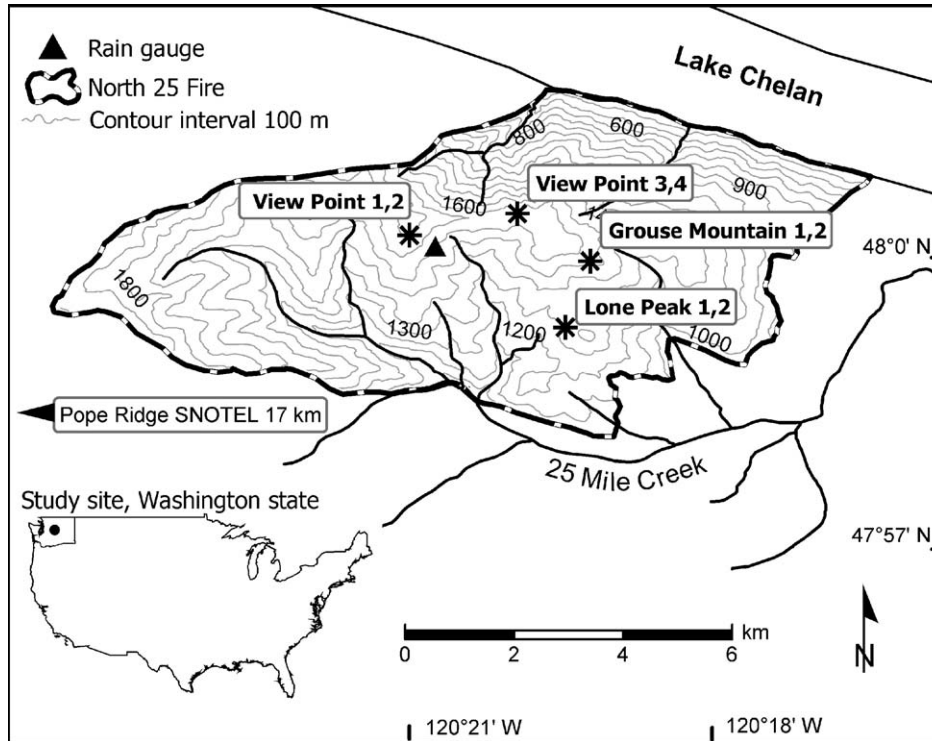 Rain gauge
North 25 Fire
Contour interval 100 m
Lake Chelan
800
600
900
View Point 3,4
View Point 1,2
1600
Grouse Mountain 1,2
48°0' N
1800
Lone Peak 1,2
1300
1200
1000
Pope Ridge SNOTEL 17 km
25 Mile Creek
Study site, Washington state
47°57' N
km
0 2 4 6
N
120°21' W
120°18' W